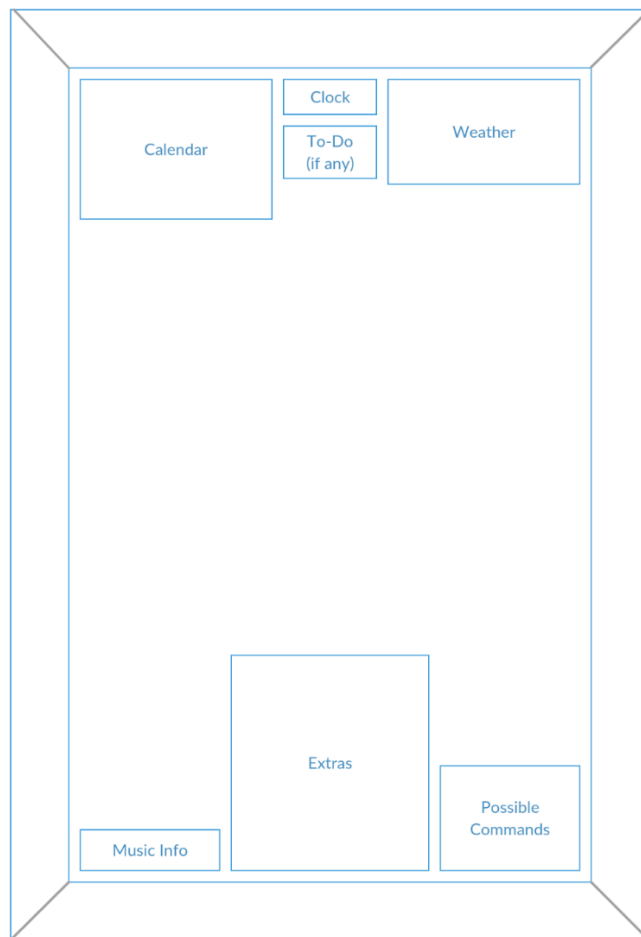 Clock
Calendar
To-Do
(if any)
Weather
Extras
Possible
Commands
Music Info